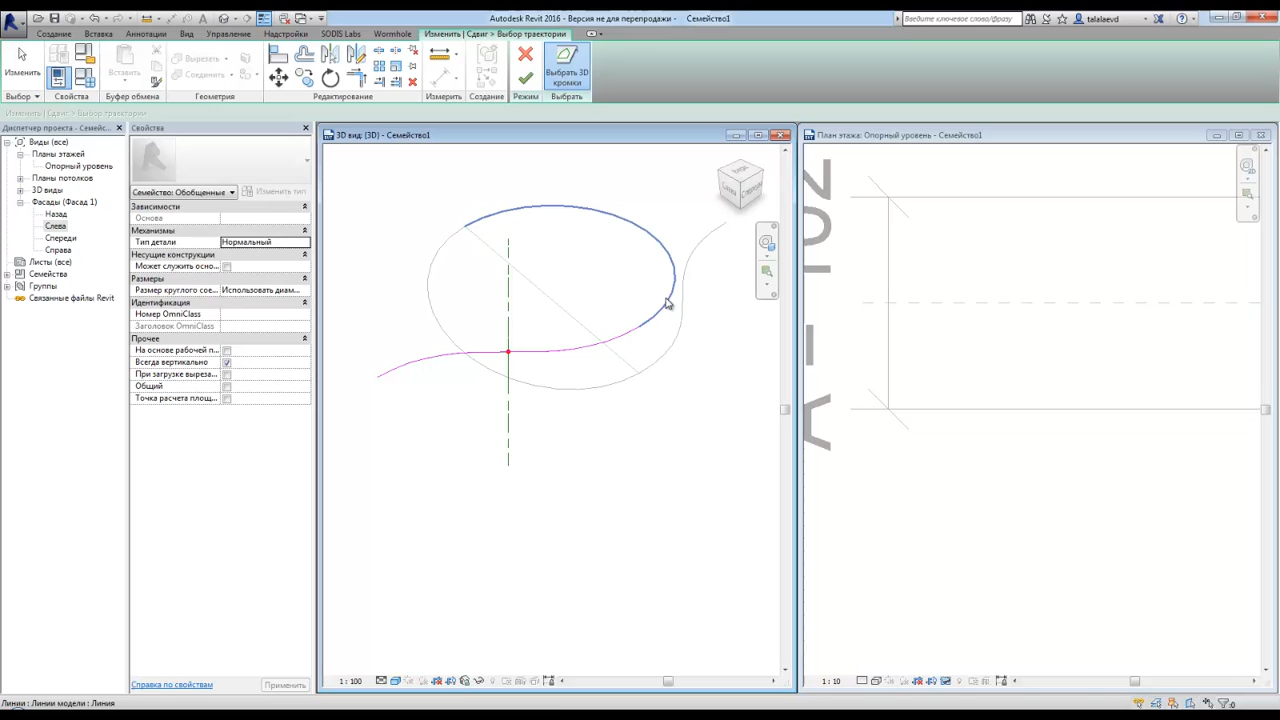 Autodesk Revit 2016 - Версия не для перепродажи - Семейство1
Введите ключевое слово/фразу
talalaevd
Создание Вставка Аннотации Вид Управление Надстройки SODIS Labs Wormhole Изменить | Сдвиг > Выбор траектории
Изменить
Вставить
Вырезать
Соединить
Выбрать 3D
кромки
Выбор Свойства Буфер обмена Геометрия Редактирование Измерить Создание Режим Выбрать
Изменить | Сдвиг > Выбор траектории
Диспетчер проекта - Семейс...
Виды (все)
Планы этажей
Опорный уровень
Планы потолков
3D виды
Фасады (Фасад 1)
Назад
Слева
Спереди
Справа
Листы (все)
Семейства
Группы
Связанные файлы Revit
Свойства
Семейство: Обобщенные
Изменить тип
Зависимости
Основа
Механизмы
Тип детали Нормальный
Несущие конструкции
Может служить осно...
Размеры
Размер круглого сое... Использовать диам...
Идентификация
Номер OmniClass
Заголовок OmniClass
Прочее
На основе рабочей п...
Всегда вертикально
При загрузке выреза...
Общий
Точка расчета площ...
Справка по свойствам
Применить
3D вид: {3D} - Семейство1
1 : 100
План этажа: Опорный уровень - Семейство1
1 : 10
Линии : Линии модели : Линия
:0